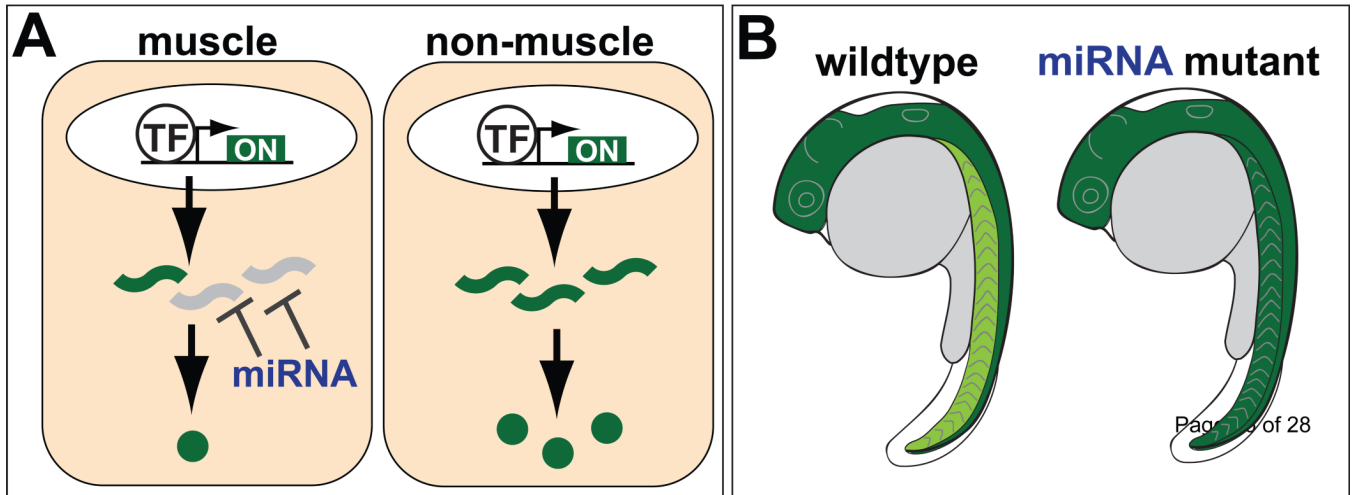 A
muscle
non-muscle
TF
ON
TF
ON
miRNA
B
wildtype
miRNA mutant
of 28